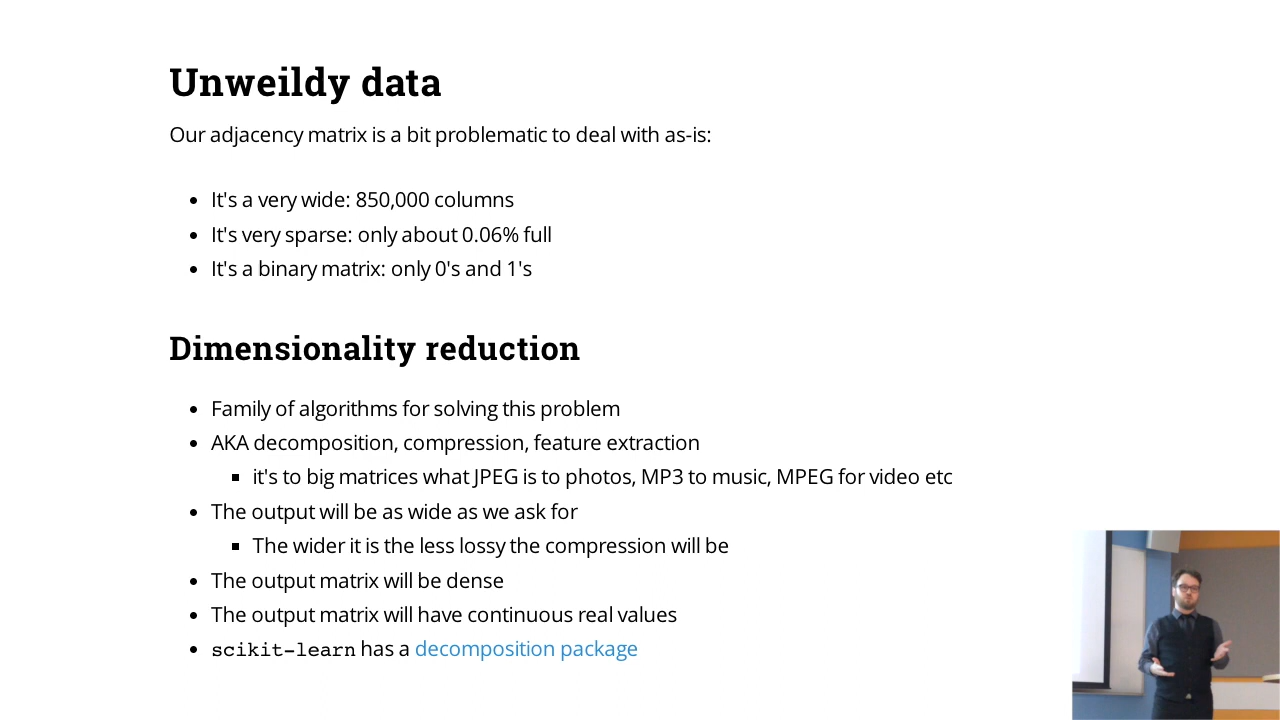 Unweildy data
Our adjacency matrix is a bit problematic to deal with as-is:
It's a very wide: 850,000 columns
It's very sparse: only about 0.06% full
It's a binary matrix: only 0's and 1's
Dimensionality reduction
Family of algorithms for solving this problem
AKA decomposition, compression, feature extraction
it's to big matrices what JPEG is to photos, MP3 to music, MPEG for video etc
The output will be as wide as we ask for
The wider it is the less lossy the compression will be
The output matrix will be dense
The output matrix will have continuous real values
scikit-learn has a decomposition package